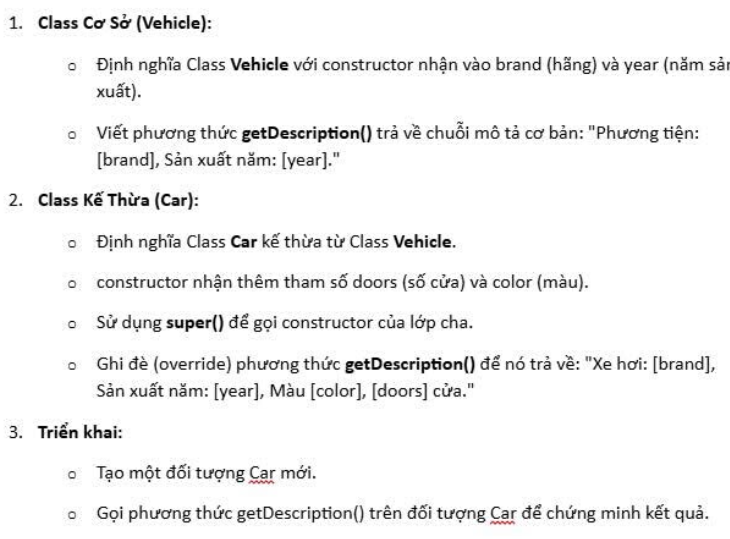 1. Class Cơ Sở (Vehicle):
o Định nghĩa Class Vehicle với constructor nhận vào brand (hãng) và year (năm sản
xuất).
o Viết phương thức getDescription() trả về chuỗi mô tả cơ bản: "Phương tiện:
[brand], Sản xuất năm: [year]."
2. Class Kế Thừa (Car):
o Định nghĩa Class Car kế thừa từ Class Vehicle.
o constructor nhận thêm tham số doors (số cửa) và color (màu).
o Sử dụng super() để gọi constructor của lớp cha.
o Ghi đè (override) phương thức getDescription() để nó trả về: "Xe hơi: [brand],
Sản xuất năm: [year], Màu [color], [doors] cửa."
3. Triển khai:
o Tạo một đối tượng Car mới.
o Gọi phương thức getDescription() trên đối tượng Car để chứng minh kết quả.